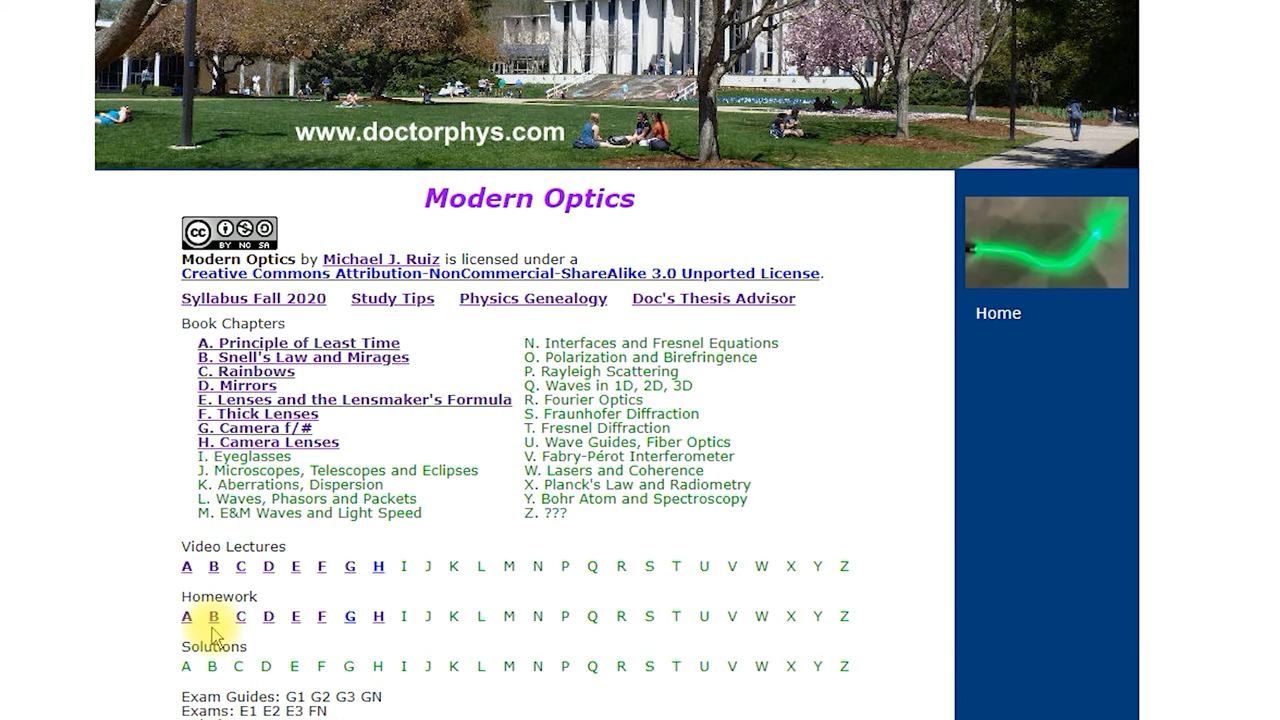 www.doctorphys.com
Modern Optics
CC BY NC SA
Modern Optics by Michael J. Ruiz is licensed under a
Creative Commons Attribution-NonCommercial-ShareAlike 3.0 Unported License.
Syllabus Fall 2020 Study Tips Physics Genealogy Doc's Thesis Advisor
Home
Book Chapters
A. Principle of Least Time
B. Snell's Law and Mirages
C. Rainbows
D. Mirrors
E. Lenses and the Lensmaker's Formula
F. Thick Lenses
G. Camera f/#
H. Camera Lenses
I. Eyeglasses
J. Microscopes, Telescopes and Eclipses
K. Aberrations, Dispersion
L. Waves, Phasors and Packets
M. E&M Waves and Light Speed
N. Interfaces and Fresnel Equations
O. Polarization and Birefringence
P. Rayleigh Scattering
Q. Waves in 1D, 2D, 3D
R. Fourier Optics
S. Fraunhofer Diffraction
T. Fresnel Diffraction
U. Wave Guides, Fiber Optics
V. Fabry-Pérot Interferometer
W. Lasers and Coherence
X. Planck's Law and Radiometry
Y. Bohr Atom and Spectroscopy
Z. ???
Video Lectures
A B C D E F G H I J K L M N P Q R S T U V W X Y Z
Homework
A B C D E F G H I J K L M N P Q R S T U V W X Y Z
Solutions
A B C D E F G H I J K L M N P Q R S T U V W X Y Z
Exam Guides: G1 G2 G3 GN
Exams: E1 E2 E3 FN